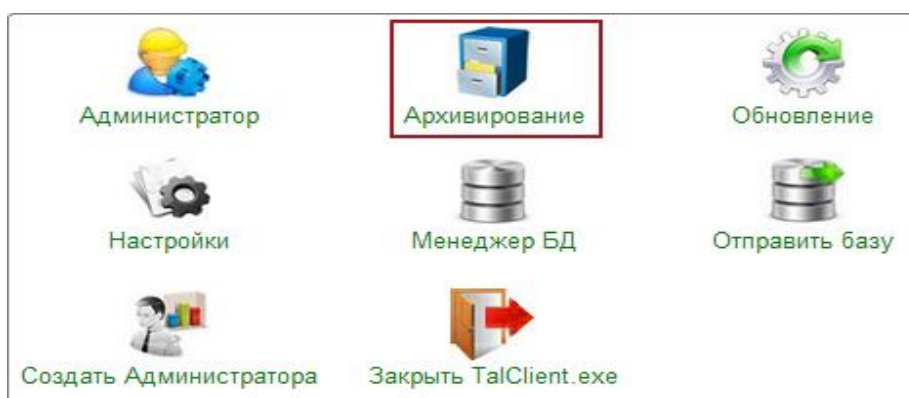 Администратор
Архивирование
Обновление
Настройки
Менеджер БД
Отправить базу
Создать Администратора
Закрыть TalClient.exe